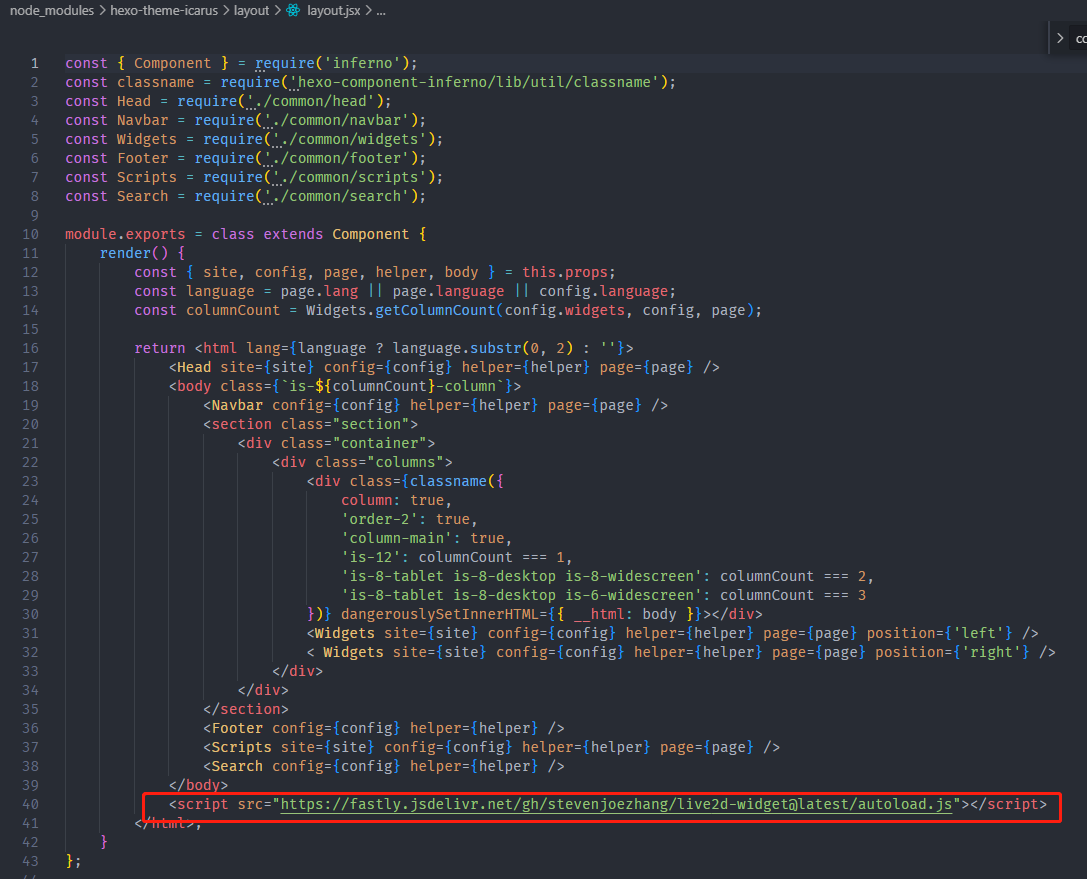 node_modules > hexo-theme-icarus > layout > layout.jsx > ...
1 const { Component } = require('inferno');
2 const classname = require('hexo-component-inferno/lib/util/classname');
3 const Head = require('./common/head');
4 const Navbar = require('./common/navbar');
5 const Widgets = require('./common/widgets');
6 const Footer = require('./common/footer');
7 const Scripts = require('./common/scripts');
8 const Search = require('./common/search');
9
10 module.exports = class extends Component {
11     render() {
12         const { site, config, page, helper, body } = this.props;
13         const language = page.lang || page.language || config.language;
14         const columnCount = Widgets.getColumnCount(config.widgets, config, page);
15
16         return <html lang={language ? language.substr(0, 2) : ''}>
17             <Head site={site} config={config} helper={helper} page={page} />
18             <body class={`is-${columnCount}-column`}>
19                 <Navbar config={config} helper={helper} page={page} />
20                 <section class="section">
21                     <div class="container">
22                         <div class="columns">
23                             <div class={classname({
24                                 column: true,
25                                 'order-2': true,
26                                 'column-main': true,
27                                 'is-12': columnCount === 1,
28                                 'is-8-tablet is-8-desktop is-8-widescreen': columnCount === 2,
29                                 'is-8-tablet is-8-desktop is-6-widescreen': columnCount === 3
30                             })} dangerouslySetInnerHTML={{ __html: body }}></div>
31                             <Widgets site={site} config={config} helper={helper} page={page} position={'left'} />
32                             < Widgets site={site} config={config} helper={helper} page={page} position={'right'} />
33                         </div>
34                     </div>
35                 </section>
36                 <Footer config={config} helper={helper} />
37                 <Scripts site={site} config={config} helper={helper} page={page} />
38                 <Search config={config} helper={helper} />
39             </body>
40             <script src="https://fastly.jsdelivr.net/gh/stevenjoezhang/live2d-widget@latest/autoload.js"></script>
41         </html>;
42     }
43 };